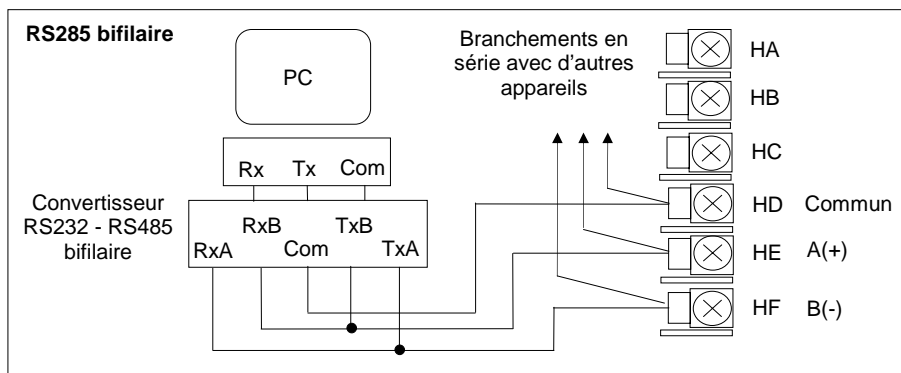 RS285 bifilaire
PC
Branchements en
série avec d'autres
appareils
HA
HB
HC
Rx Tx Com
Convertisseur
RS232 - RS485
bifilaire
RxB TxB
RxA Com TxA
HD Commun
HE A(+)
HF B(-)